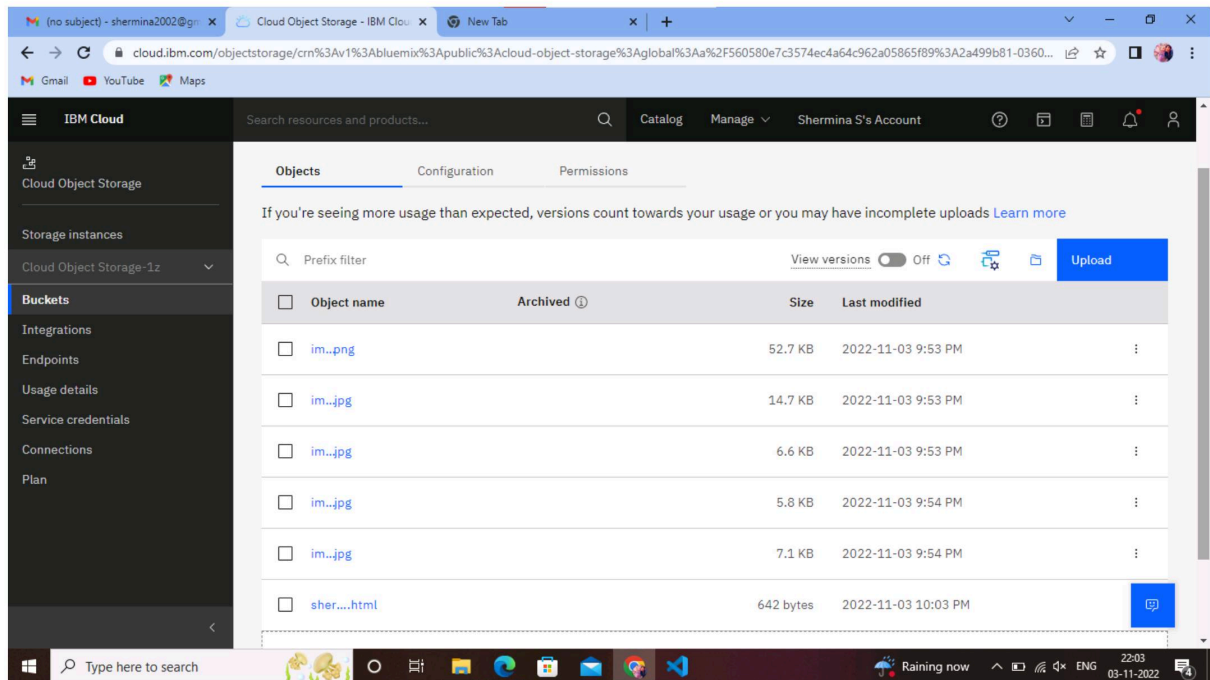 (no subject) - shermina2002@gm
Cloud Object Storage - IBM Clou
New Tab
cloud.ibm.com/objectstorage/crn%3Av1%3Abluemix%3Apublic%3Acloud-object-storage%3Aglobal%3Aa%2F560580e7c3574ec4a64c962a05865f89%3A2a499b81-0360...
Gmail YouTube Maps
IBM Cloud
Search resources and products...
Catalog Manage Shermina S's Account
Cloud Object Storage
Storage instances
Cloud Object Storage-1z
Buckets
Integrations
Endpoints
Usage details
Service credentials
Connections
Plan
Objects Configuration Permissions
If you're seeing more usage than expected, versions count towards your usage or you may have incomplete uploads Learn more
Prefix filter View versions Off Upload
Object name Archived Size Last modified
im...png 52.7 KB 2022-11-03 9:53 PM
im...jpg 14.7 KB 2022-11-03 9:53 PM
im...jpg 6.6 KB 2022-11-03 9:53 PM
im...jpg 5.8 KB 2022-11-03 9:54 PM
im...jpg 7.1 KB 2022-11-03 9:54 PM
sher....html 642 bytes 2022-11-03 10:03 PM
Type here to search
Raining now
ENG
22:03
03-11-2022
4